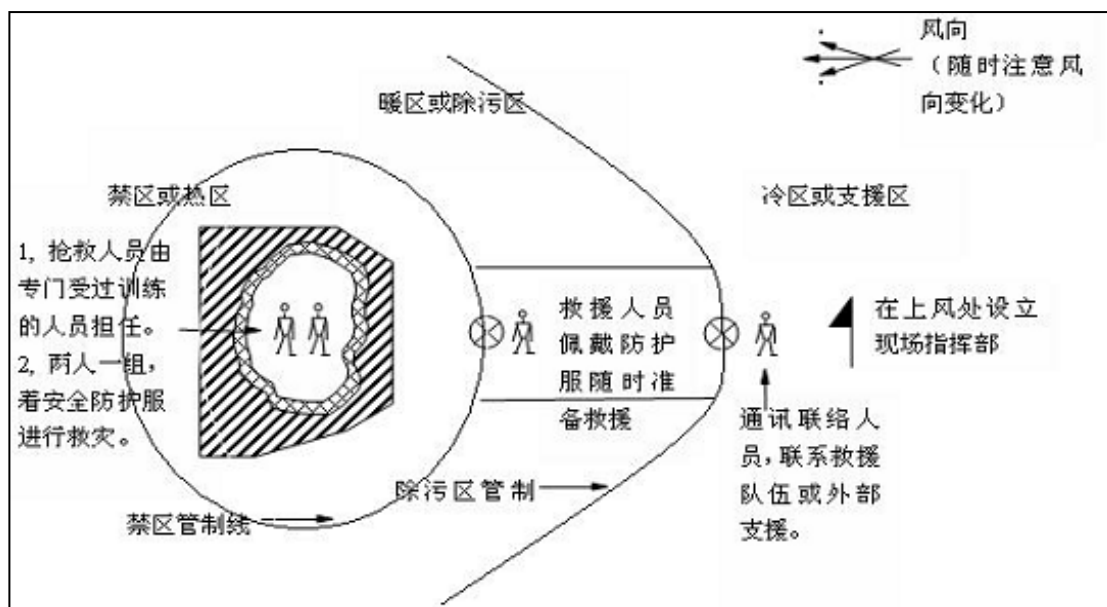 风向
（随时注意风
向变化）
暖区或除污区
禁区或热区
冷区或支援区
1, 抢救人员由
专门受过训练
的人员担任。
2, 两人一组，
着安全防护服
进行救灾。
救援人员
佩戴防护
服随时准
备救援
在上风处设立
现场指挥部
通讯联络人
员，联系救援
队伍或外部
支援。
除污区管制
禁区管制线